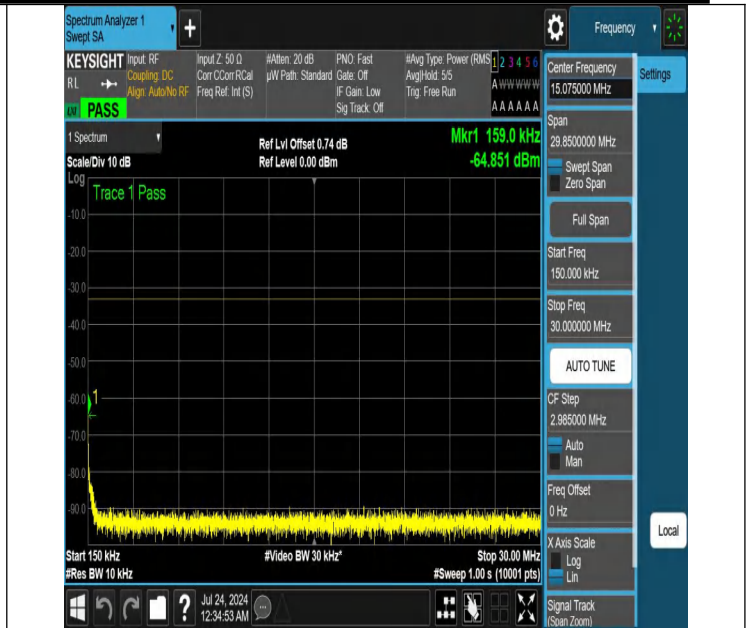 Spectrum Analyzer 1
Swept SA
Frequency
KEYSIGHT
RL
PASS
Input: RF
Coupling: DC
Align: Auto/No RF
Input Z: 50 Ω
Corr CCorr RCal
Freq Ref: Int (S)
#Atten: 20 dB
µW Path: Standard
PNO: Fast
Gate: Off
IF Gain: Low
Sig Track: Off
#Avg Type: Power (RMS
Avg|Hold: 5/5
Trig: Free Run
1 2 3 4 5 6
A W W W W W
A A A A A A
1 Spectrum
Scale/Div 10 dB
Ref Lvl Offset 0.74 dB
Ref Level 0.00 dBm
Mkr1 159.0 kHz
-64.851 dBm
Log
Trace 1 Pass
-10.0
-20.0
-30.0
-40.0
-50.0
-60.0
1
-70.0
-80.0
-90.0
Start 150 kHz
#Video BW 30 kHz*
Stop 30.00 MHz
#Res BW 10 kHz
#Sweep 1.00 s (10001 pts)
?
Jul 24, 2024
12:34:53 AM
Center Frequency
15.075000 MHz
Settings
Span
29.8500000 MHz
Swept Span
Zero Span
Full Span
Start Freq
150.000 kHz
Stop Freq
30.000000 MHz
AUTO TUNE
CF Step
2.985000 MHz
Auto
Man
Freq Offset
0 Hz
X Axis Scale
Log
Lin
Local
Signal Track
(Span Zoom)